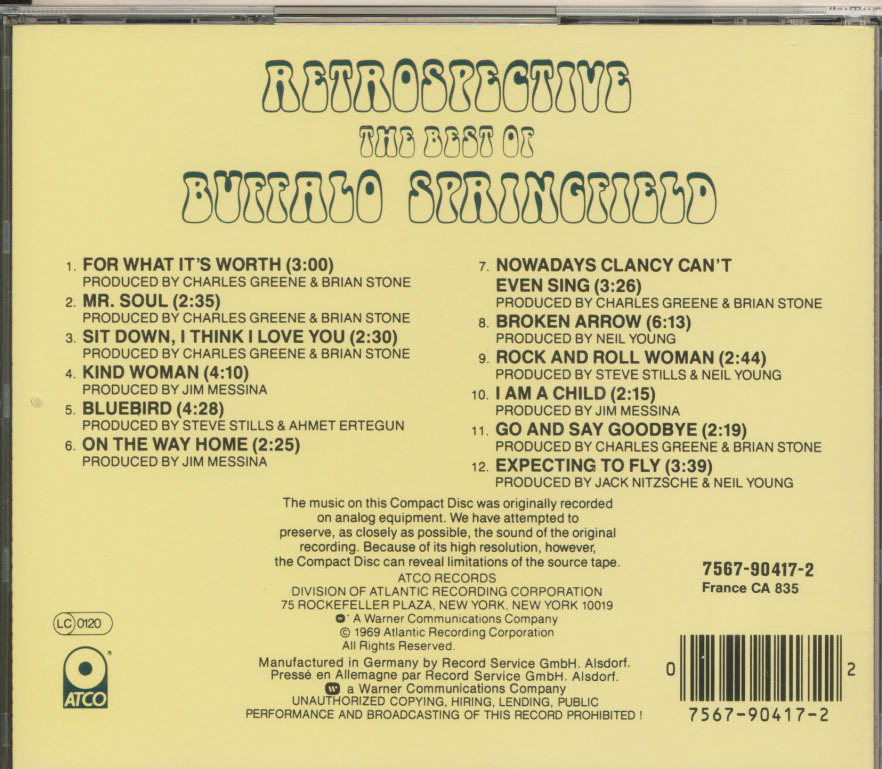 RETROSPECTIVE
THE BEST OF
BUFFALO SPRINGFIELD
1. FOR WHAT IT'S WORTH (3:00)
PRODUCED BY CHARLES GREENE & BRIAN STONE
2. MR. SOUL (2:35)
PRODUCED BY CHARLES GREENE & BRIAN STONE
3. SIT DOWN, I THINK I LOVE YOU (2:30)
PRODUCED BY CHARLES GREENE & BRIAN STONE
4. KIND WOMAN (4:10)
PRODUCED BY JIM MESSINA
5. BLUEBIRD (4:28)
PRODUCED BY STEVE STILLS & AHMET ERTEGUN
6. ON THE WAY HOME (2:25)
PRODUCED BY JIM MESSINA
7. NOWADAYS CLANCY CAN'T
EVEN SING (3:26)
PRODUCED BY CHARLES GREENE & BRIAN STONE
8. BROKEN ARROW (6:13)
PRODUCED BY NEIL YOUNG
9. ROCK AND ROLL WOMAN (2:44)
PRODUCED BY STEVE STILLS & NEIL YOUNG
10. I AM A CHILD (2:15)
PRODUCED BY JIM MESSINA
11. GO AND SAY GOODBYE (2:19)
PRODUCED BY CHARLES GREENE & BRIAN STONE
12. EXPECTING TO FLY (3:39)
PRODUCED BY JACK NITZSCHE & NEIL YOUNG
The music on this Compact Disc was originally recorded
on analog equipment. We have attempted to
preserve, as closely as possible, the sound of the original
recording. Because of its high resolution, however,
the Compact Disc can reveal limitations of the source tape.
ATCO RECORDS
DIVISION OF ATLANTIC RECORDING CORPORATION
75 ROCKEFELLER PLAZA, NEW YORK, NEW YORK 10019
A Warner Communications Company
© 1969 Atlantic Recording Corporation
All Rights Reserved.
Manufactured in Germany by Record Service GmbH. Alsdorf.
Pressé en Allemagne par Record Service GmbH. Alsdorf.
a Warner Communications Company
UNAUTHORIZED COPYING, HIRING, LENDING, PUBLIC
PERFORMANCE AND BROADCASTING OF THIS RECORD PROHIBITED !
LC 0120
ATCO
®
7567-90417-2
France CA 835
0 2
7567-90417-2